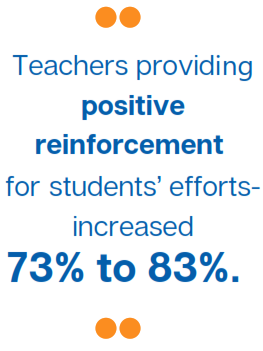 Teachers providing
positive
reinforcement
for students’ efforts-
increased
73% to 83%.